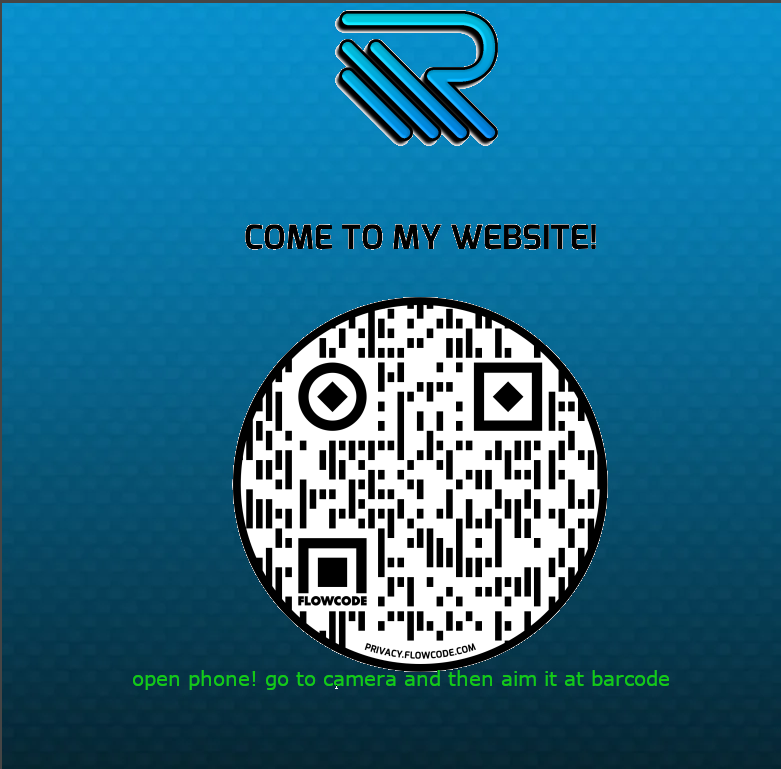 COME TO MY WEBSITE!
FLOWCODE
PRIVACY.FLOWCODE.COM
open phone! go to camera and then aim it at barcode